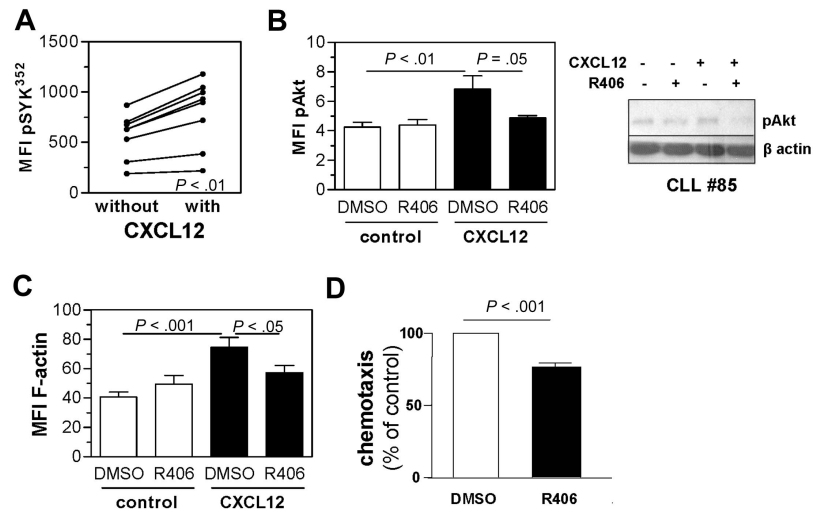 A
MFI pSYK352
1500
1000
500
0
P < .01
without with
CXCL12
B
MFI pAkt
10
8
6
4
2
0
P < .01 P = .05
DMSO R406 DMSO R406
control CXCL12
CXCL12 - - + +
R406 - + - +
pAkt
β actin
CLL #85
C
MFI F-actin
100
80
60
40
20
0
P < .001 P < .05
DMSO R406 DMSO R406
control CXCL12
D
chemotaxis
(% of control)
P < .001
100
50
0
DMSO R406